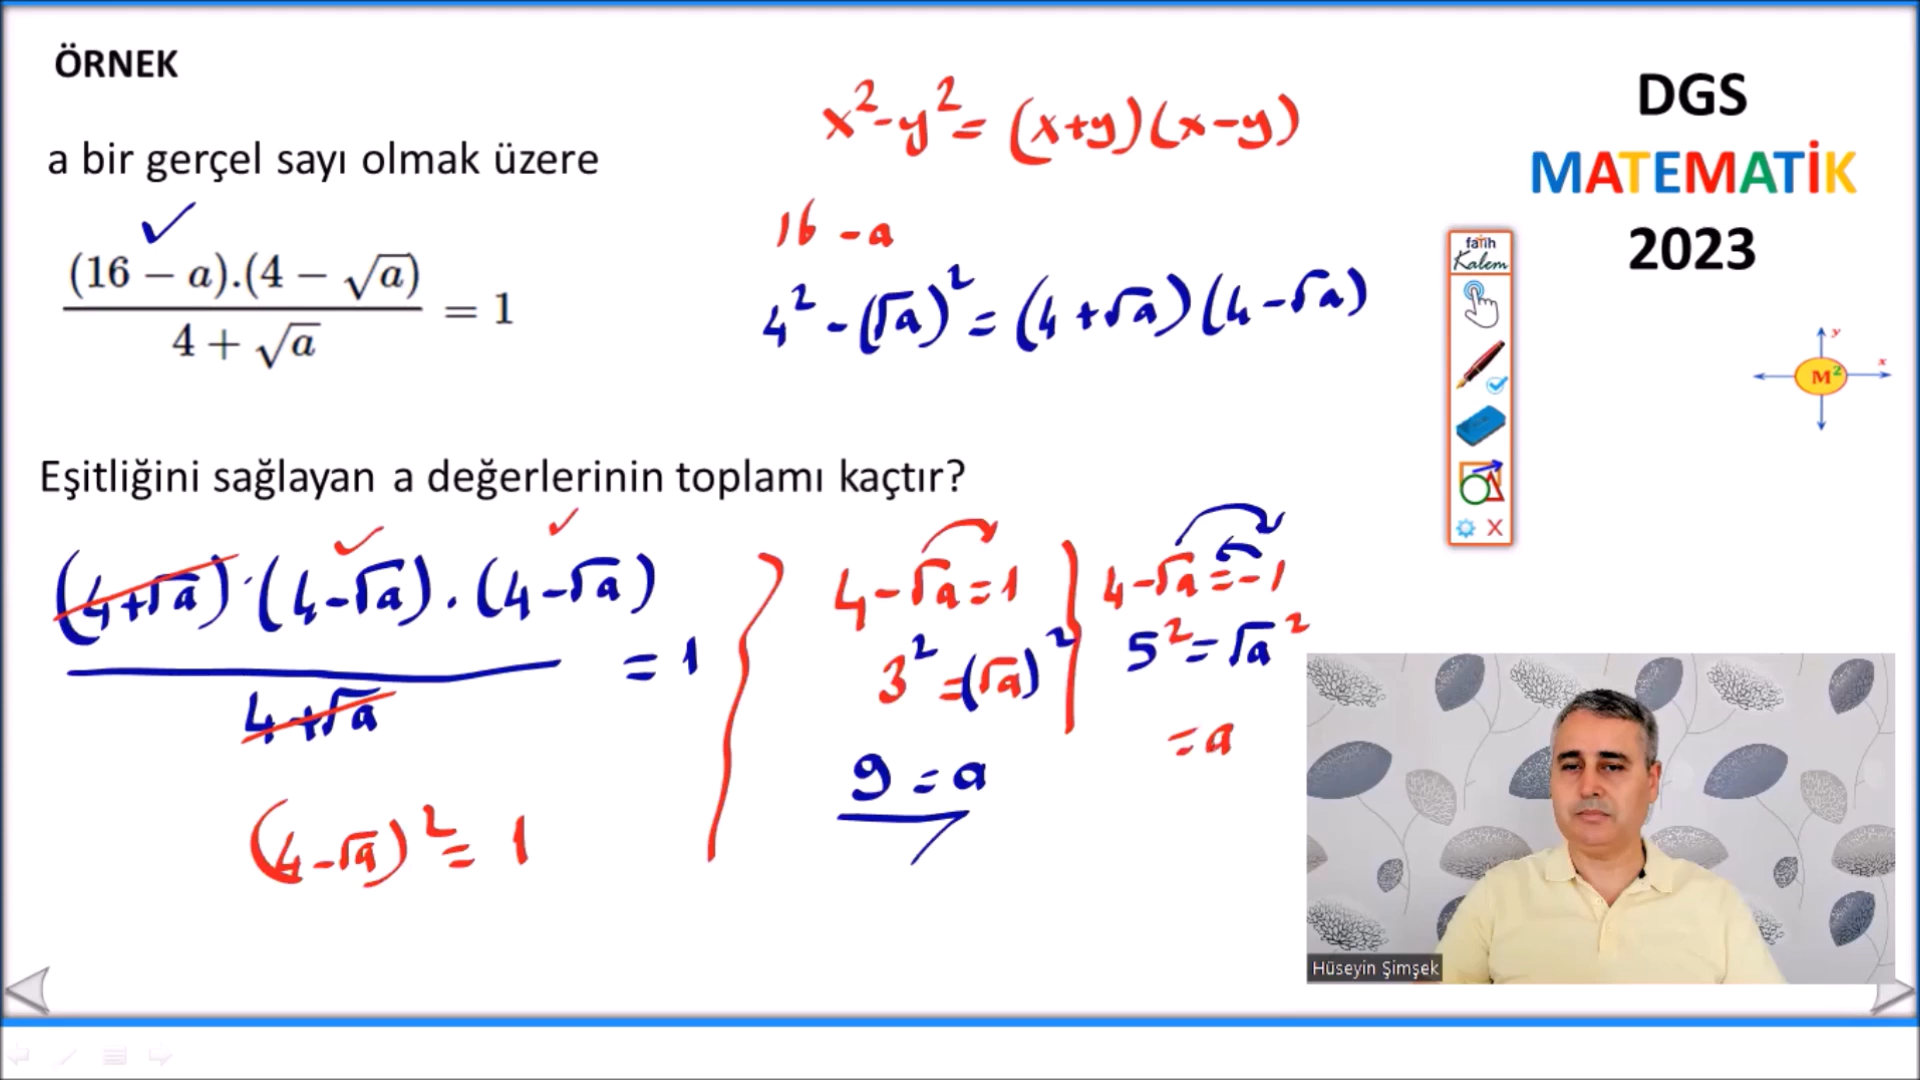 ÖRNEK
a bir gerçel sayı olmak üzere
(16 − a).(4 − √a)
4 + √a
= 1
x² - y² = (x+y)(x-y)
16 - a
4² - (√a)² = (4+√a)(4-√a)
DGS
MATEMATİK
2023
fatih
Kalem
y
x
M²
Eşitliğini sağlayan a değerlerinin toplamı kaçtır?
(4+√a)·(4-√a).(4-√a)
4+√a
= 1
(4-√a)² = 1
4-√a=1
3² =(√a)²
9 = a
4-√a=-1
5² = √a²
= a
Hüseyin Şimşek